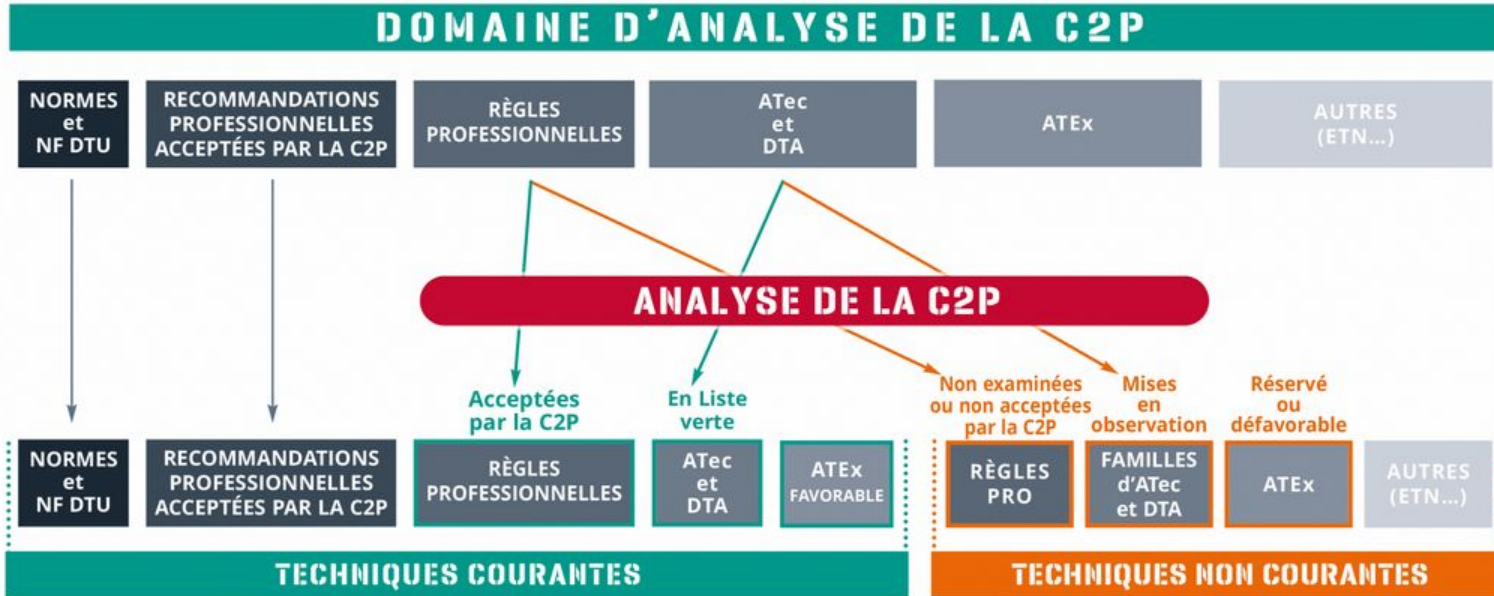 DOMAINE D'ANALYSE DE LA C2P
NORMES
et
NF DTU
RECOMMANDATIONS
PROFESSIONNELLES
ACCEPTÉES PAR LA C2P
RÈGLES
PROFESSIONNELLES
ATec
et
DTA
ATEx
AUTRES
(ETN...)
ANALYSE DE LA C2P
Acceptées
par la C2P
En Liste
verte
Non examinées
ou non acceptées
par la C2P
Mises
en
observation
Réservé
ou
défavorable
NORMES
et
NF DTU
RECOMMANDATIONS
PROFESSIONNELLES
ACCEPTÉES PAR LA C2P
RÈGLES
PROFESSIONNELLES
ATec
et
DTA
ATEx
FAVORABLE
RÈGLES
PRO
FAMILLES
d'ATec
et DTA
ATEx
AUTRES
(ETN...)
TECHNIQUES COURANTES
TECHNIQUES NON COURANTES